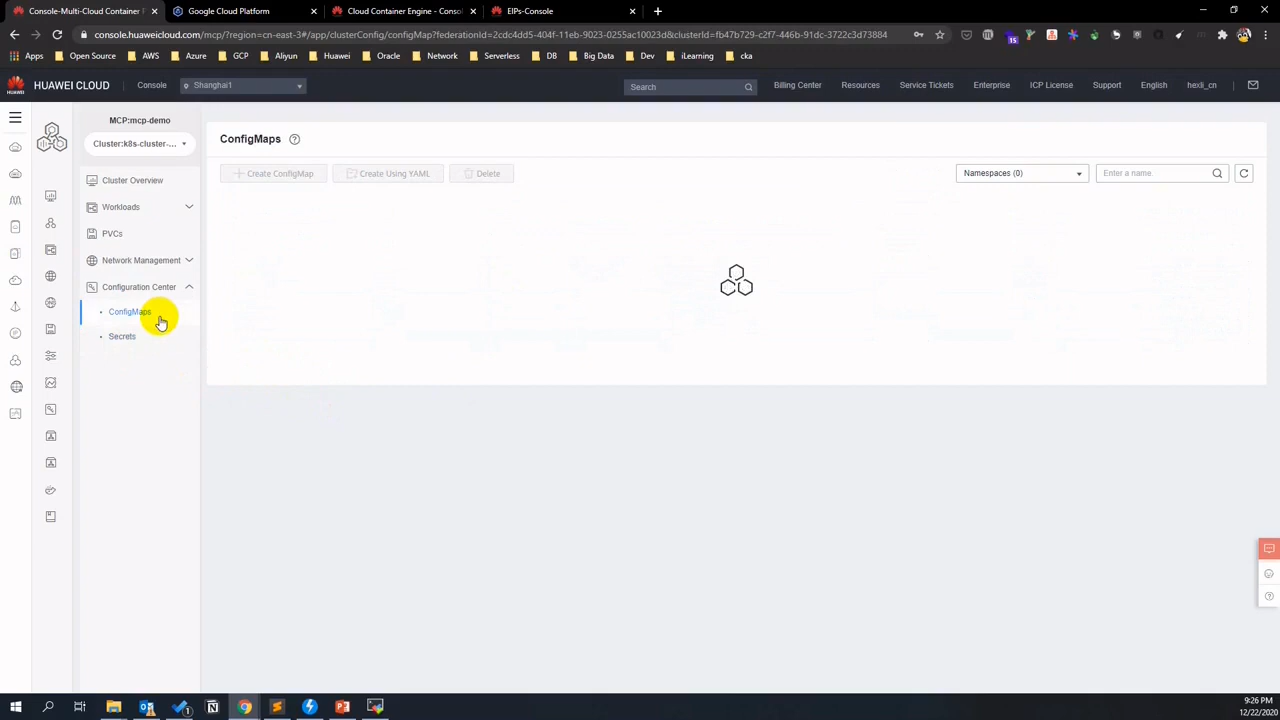 Console-Multi-Cloud Container P
Google Cloud Platform
Cloud Container Engine - Conso
EIPs-Console
console.huaweicloud.com/mcp/?region=cn-east-3#/app/clusterConfig/configMap?federationId=2cdc4dd5-404f-11eb-9023-0255ac10023d&clusterId=fb47b729-c2f7-446b-91dc-3722c3d73884
15
Apps
Open Source
AWS
Azure
GCP
Aliyun
Huawei
Oracle
Network
Serverless
DB
Big Data
Dev
iLearning
cka
HUAWEI CLOUD
Console
Shanghai1
Search
Billing Center
Resources
Service Tickets
Enterprise
ICP License
Support
English
hexli_cn
MCP:mcp-demo
Cluster:k8s-cluster-...
Cluster Overview
Workloads
PVCs
Network Management
Configuration Center
ConfigMaps
Secrets
ConfigMaps
Create ConfigMap
Create Using YAML
Delete
Namespaces (0)
Enter a name.
9:26 PM
12/22/2020